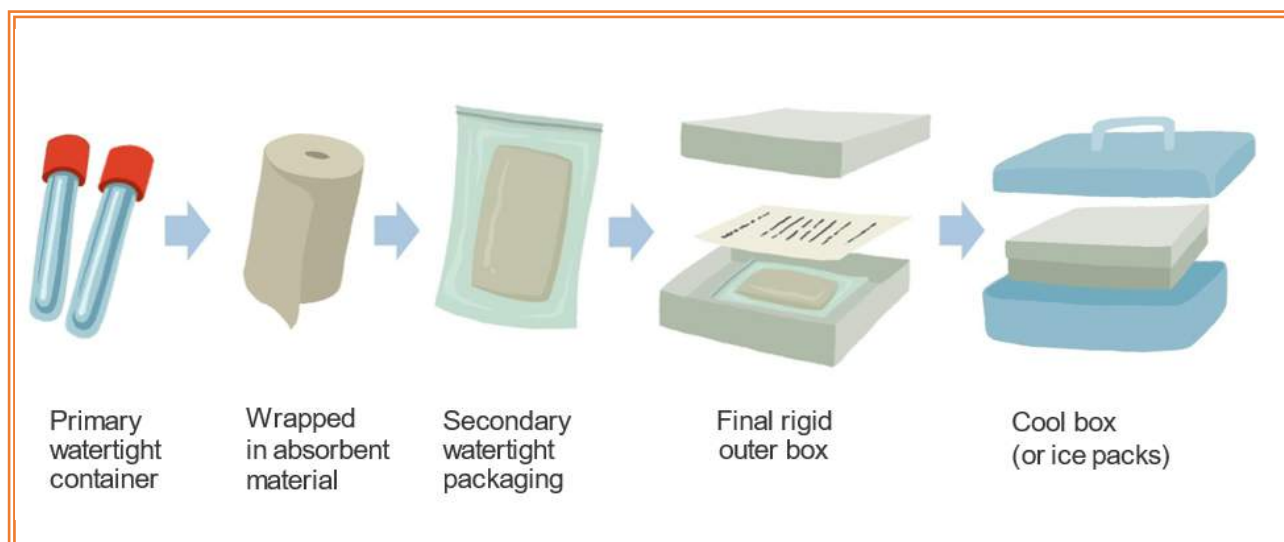 Primary
watertight
container
Wrapped
in absorbent
material
Secondary
watertight
packaging
Final rigid
outer box
Cool box
(or ice packs)